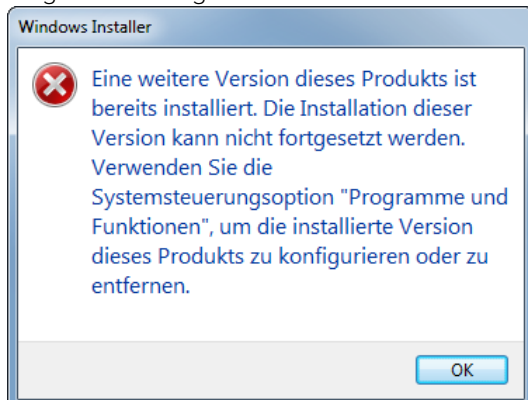 Windows Installer
Eine weitere Version dieses Produkts ist
bereits installiert. Die Installation dieser
Version kann nicht fortgesetzt werden.
Verwenden Sie die
Systemsteuerungsoption "Programme und
Funktionen", um die installierte Version
dieses Produkts zu konfigurieren oder zu
entfernen.
OK